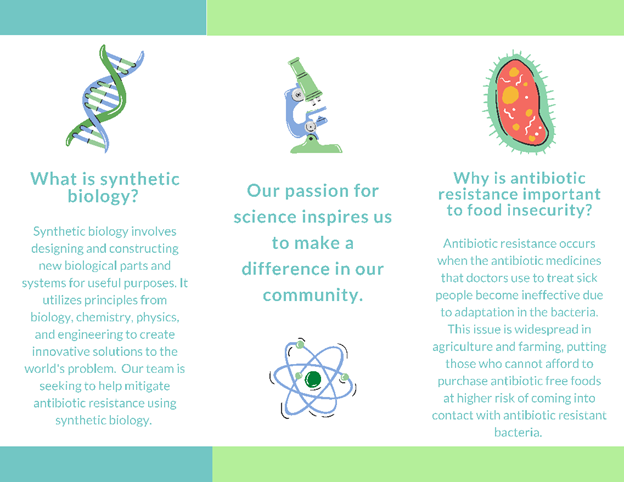 What is synthetic
biology?
Synthetic biology involves
designing and constructing
new biological parts and
systems for useful purposes. It
utilizes principles from
biology, chemistry, physics,
and engineering to create
innovative solutions to the
world's problem. Our team is
seeking to help mitigate
antibiotic resistance using
synthetic biology.
Our passion for
science inspires us
to make a
difference in our
community.
Why is antibiotic
resistance important
to food insecurity?
Antibiotic resistance occurs
when the antibiotic medicines
that doctors use to treat sick
people become ineffective due
to adaptation in the bacteria.
This issue is widespread in
agriculture and farming, putting
those who cannot afford to
purchase antibiotic free foods
at higher risk of coming into
contact with antibiotic resistant
bacteria.